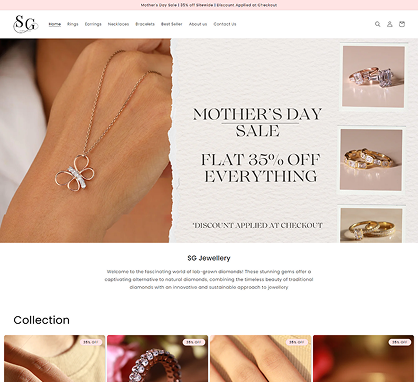 Mother's Day Sale | 35% off Sitewide | Discount Applied at Checkout
SG
Home Rings Earrings Necklaces Bracelets Best Seller About us Contact Us
MOTHER'S DAY
SALE
FLAT 35% OFF
EVERYTHING
*DISCOUNT APPLIED AT CHECKOUT
SG Jewellery
Welcome to the fascinating world of lab-grown diamonds! These stunning gems offer a
captivating alternative to natural diamonds, combining the timeless beauty of traditional
diamonds with an innovative and sustainable approach to jewellery
Collection
35% OFF 35% OFF 35% OFF 35% OFF